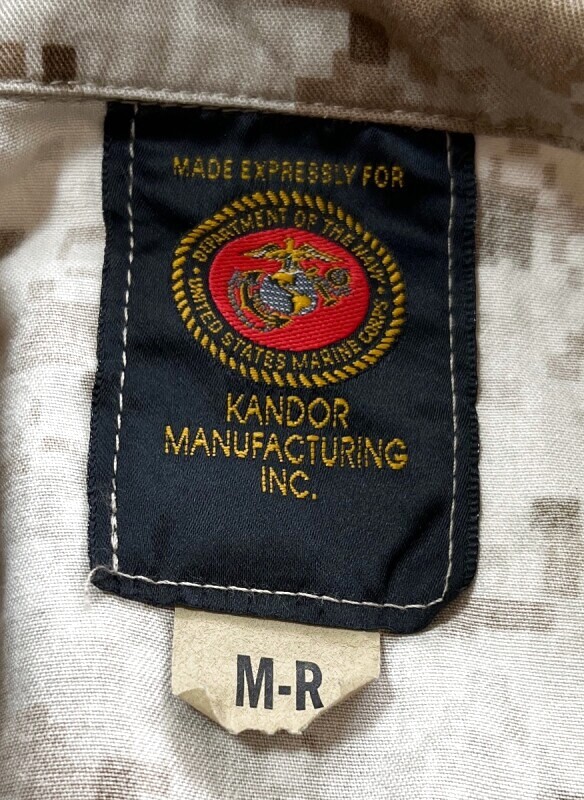 MADE EXPRESSLY FOR
DEPARTMENT OF THE NAVY
UNITED STATES MARINE CORPS
KANDOR
MANUFACTURING
INC.
M-R